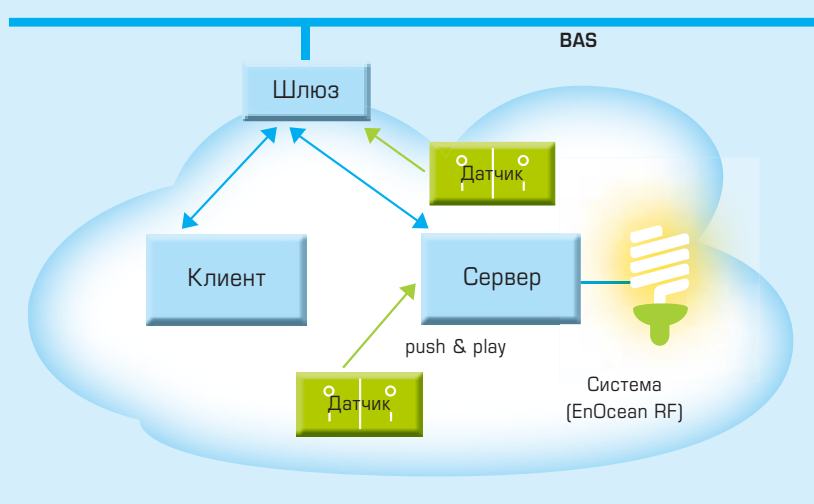 BAS
Шлюз
Датчик
Клиент
Сервер
push & play
Датчик
Система
(EnOcean RF)